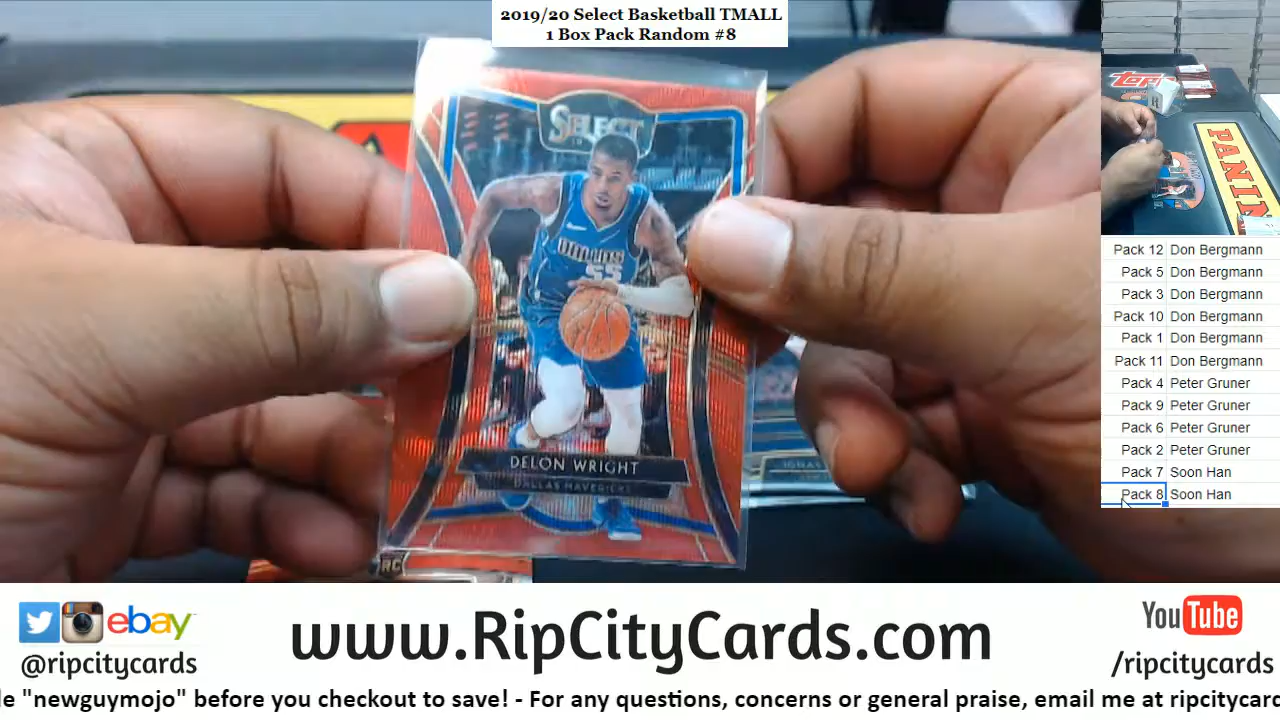 2019/20 Select Basketball TMALL
1 Box Pack Random #8
SELECT
DALLAS
55
DELON WRIGHT
DALLAS MAVERICKS
RC
TOPPS
PANINI
Pack 12 Don Bergmann
Pack 5 Don Bergmann
Pack 3 Don Bergmann
Pack 10 Don Bergmann
Pack 1 Don Bergmann
Pack 11 Don Bergmann
Pack 4 Peter Gruner
Pack 9 Peter Gruner
Pack 6 Peter Gruner
Pack 2 Peter Gruner
Pack 7 Soon Han
Pack 8 Soon Han
ebay
@ripcitycards
www.RipCityCards.com
YouTube
/ripcitycards
"newguymojo" before you checkout to save! - For any questions, concerns or general praise, email me at ripcitycard